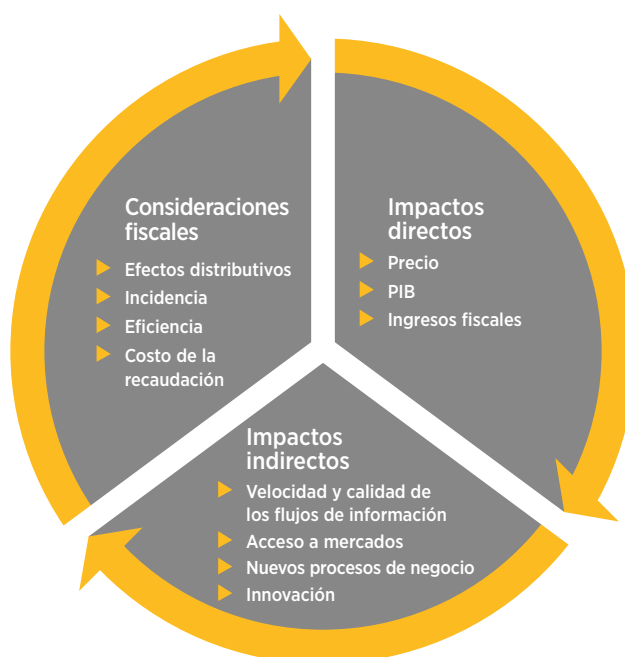 Consideraciones
fiscales
Efectos distributivos
Incidencia
Eficiencia
Costo de la
recaudación
Impactos
directos
Precio
PIB
Ingresos fiscales
Impactos
indirectos
Velocidad y calidad de
los flujos de información
Acceso a mercados
Nuevos procesos de negocio
Innovación